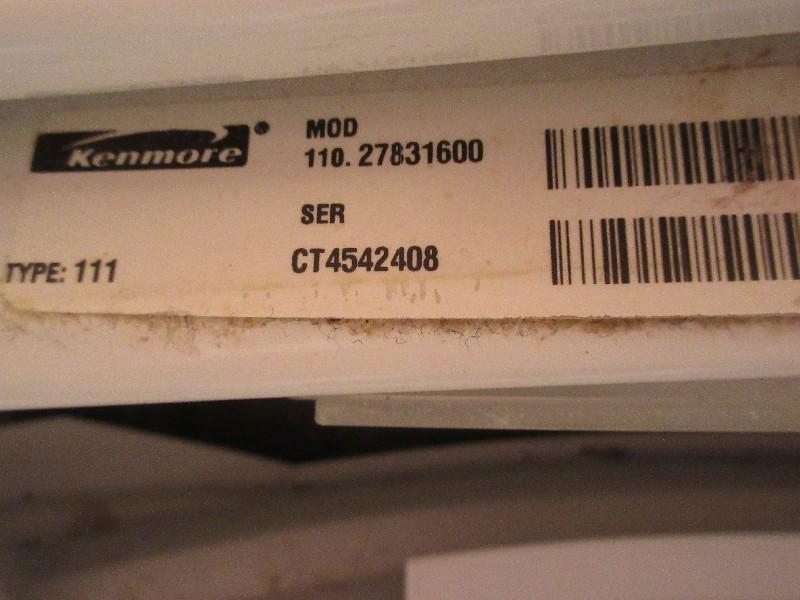 Kenmore®
MOD
110. 27831600
SER
CT4542408
TYPE: 111